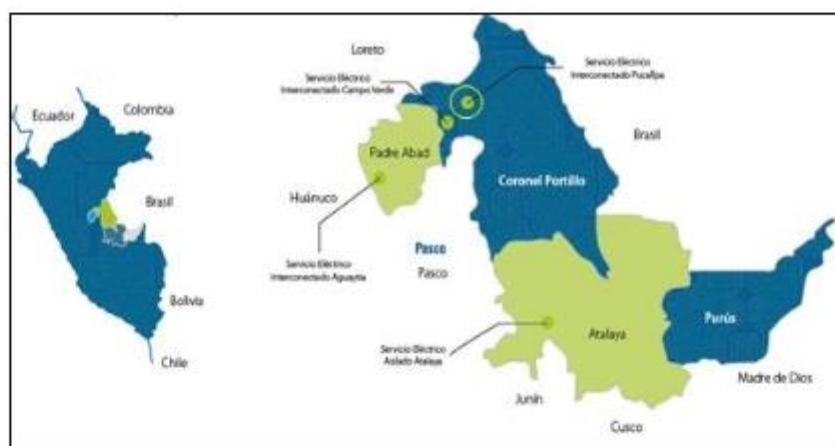 Ecuador
Colombia
Brasil
Bolivia
Chile
Loreto
Servicio Eléctrico
Interconectado Campo Verde
Servicio Eléctrico
Interconectado Pucallpa
Brasil
Padre Abad
Coronel Portillo
Huánuco
Pasco
Pasco
Servicio Eléctrico
Interconectado Aguaytía
Servicio Eléctrico
Aislado Atalaya
Atalaya
Purús
Madre de Dios
Junín
Cusco